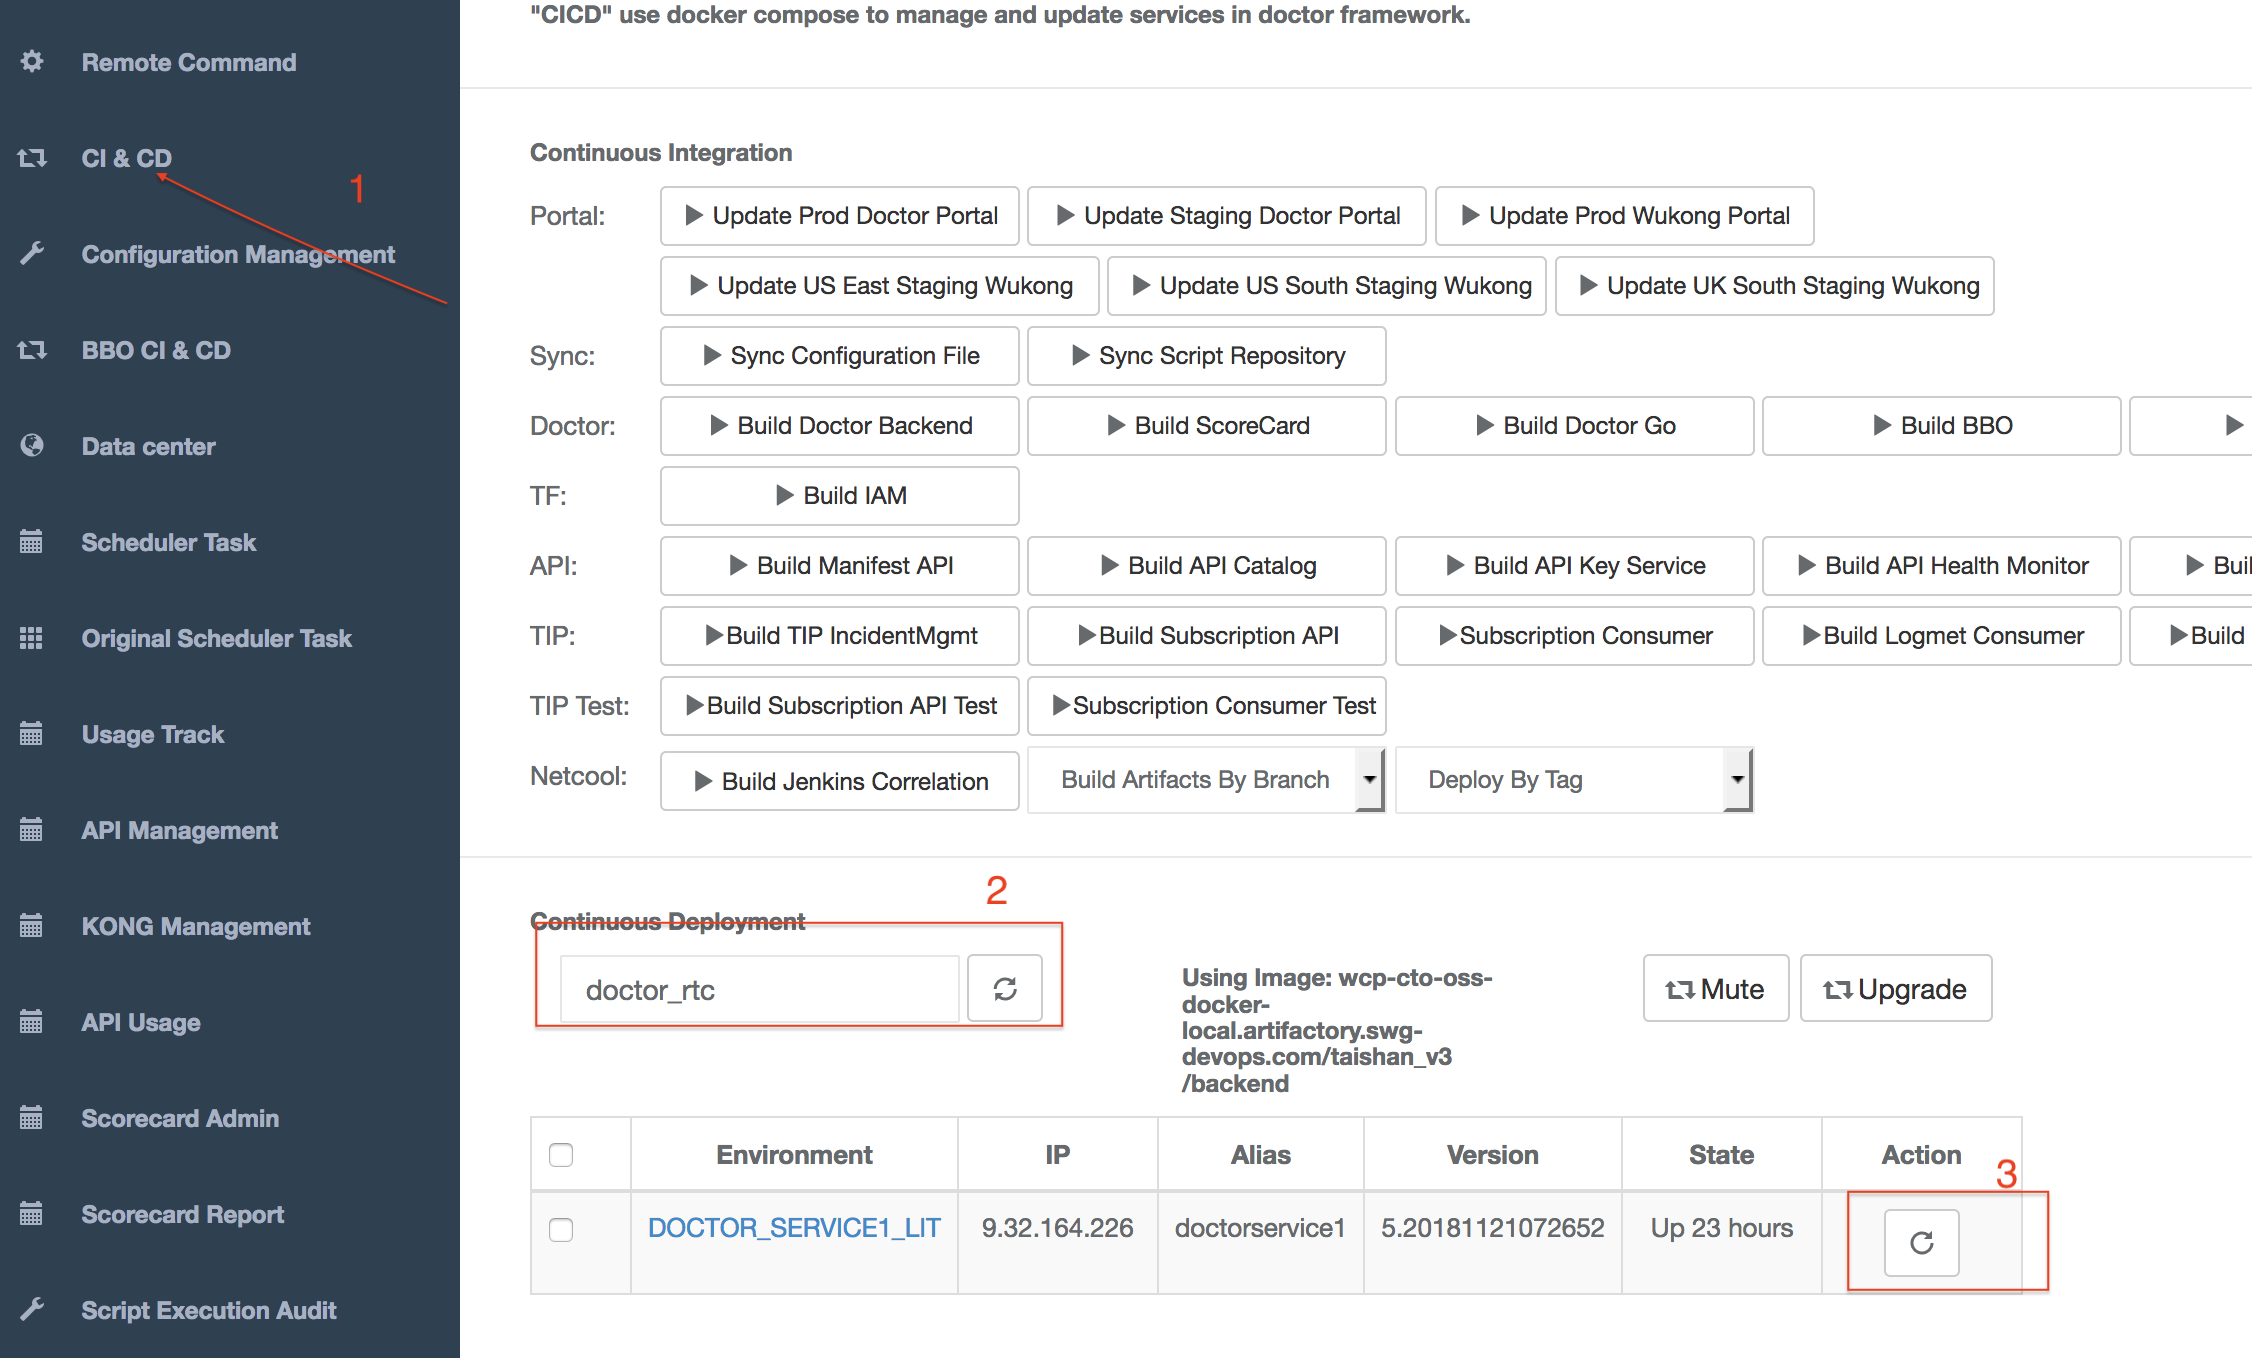 "CICD" use docker compose to manage and update services in doctor framework.
Remote Command
CI & CD
1
Configuration Management
BBO CI & CD
Data center
Scheduler Task
Original Scheduler Task
Usage Track
API Management
KONG Management
API Usage
Scorecard Admin
Scorecard Report
Script Execution Audit
Continuous Integration
Portal: Update Prod Doctor Portal Update Staging Doctor Portal Update Prod Wukong Portal
Update US East Staging Wukong Update US South Staging Wukong Update UK South Staging Wukong
Sync: Sync Configuration File Sync Script Repository
Doctor: Build Doctor Backend Build ScoreCard Build Doctor Go Build BBO
TF: Build IAM
API: Build Manifest API Build API Catalog Build API Key Service Build API Health Monitor
TIP: Build TIP IncidentMgmt Build Subscription API Subscription Consumer Build Logmet Consumer Build
TIP Test: Build Subscription API Test Subscription Consumer Test
Netcool: Build Jenkins Correlation Build Artifacts By Branch Deploy By Tag
2
Continuous Deployment
doctor_rtc
Using Image: wcp-cto-oss-
docker-
local.artifactory.swg-
devops.com/taishan_v3
/backend
Mute Upgrade
Environment IP Alias Version State Action
3
DOCTOR_SERVICE1_LIT 9.32.164.226 doctorservice1 5.20181121072652 Up 23 hours